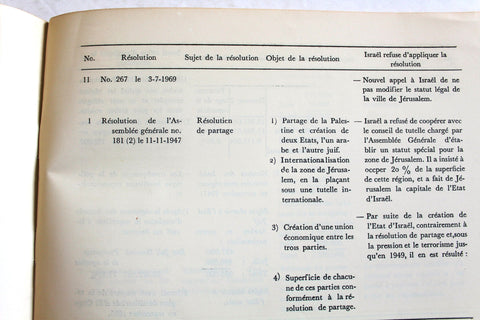 No. Résolution Sujet de la résolution Objet de la résolution Israël refuse d'appliquer la résolution
11 No. 267 le 3-7-1969
— Nouvel appel à Israël de ne
pas modifier le statut légal de
la ville de Jérusalem.
1 Résolution de l'As-
semblée générale no.
181 (2) le 11-11-1947
Résolution
de partage
1) Partage de la Pales-
tine et création de
deux Etats, l'un ara-
be et l'autre juif.
2) Internationalisation
de la zone de Jérusa-
lem, en la plaçant
sous une tutelle in-
ternationale.
3) Création d'une union
économique entre les
trois parties.
4) Superficie de chacu-
ne de ces parties con-
formément à la ré-
solution de partage.
— Israël a refusé de coopérer avec
le conseil de tutelle chargé par
l'Assemblée Générale d'éta-
blir un statut spécial pour la
zone de Jérusalem. Il a insisté à
occuper 20 % de la superficie
de cette région, et a fait de Jé-
rusalem la capitale de l'Etat
d'Israël.
— Par suite de la création de
l'Etat d'Israël, contrairement à
la résolution de partage et, sous
la pression et le terrorisme jus-
qu'en 1949, il en est résulté :